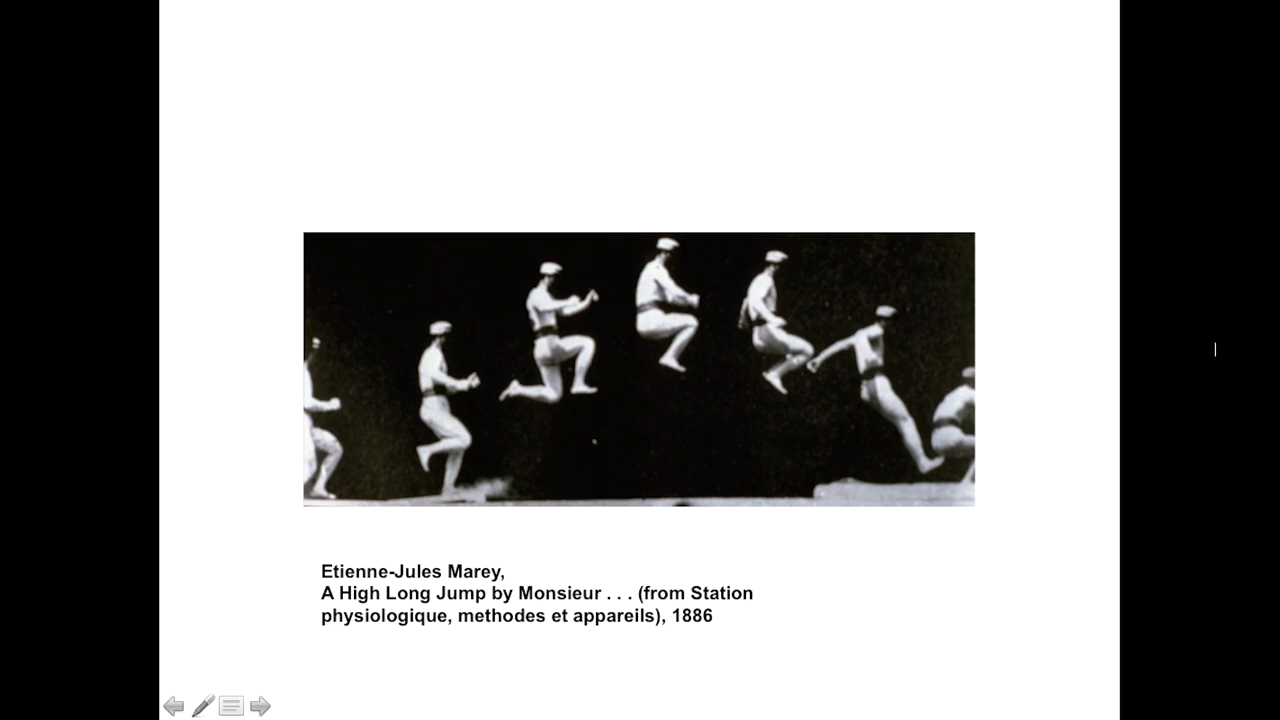 Etienne-Jules Marey,
A High Long Jump by Monsieur . . . (from Station
physiologique, methodes et appareils), 1886